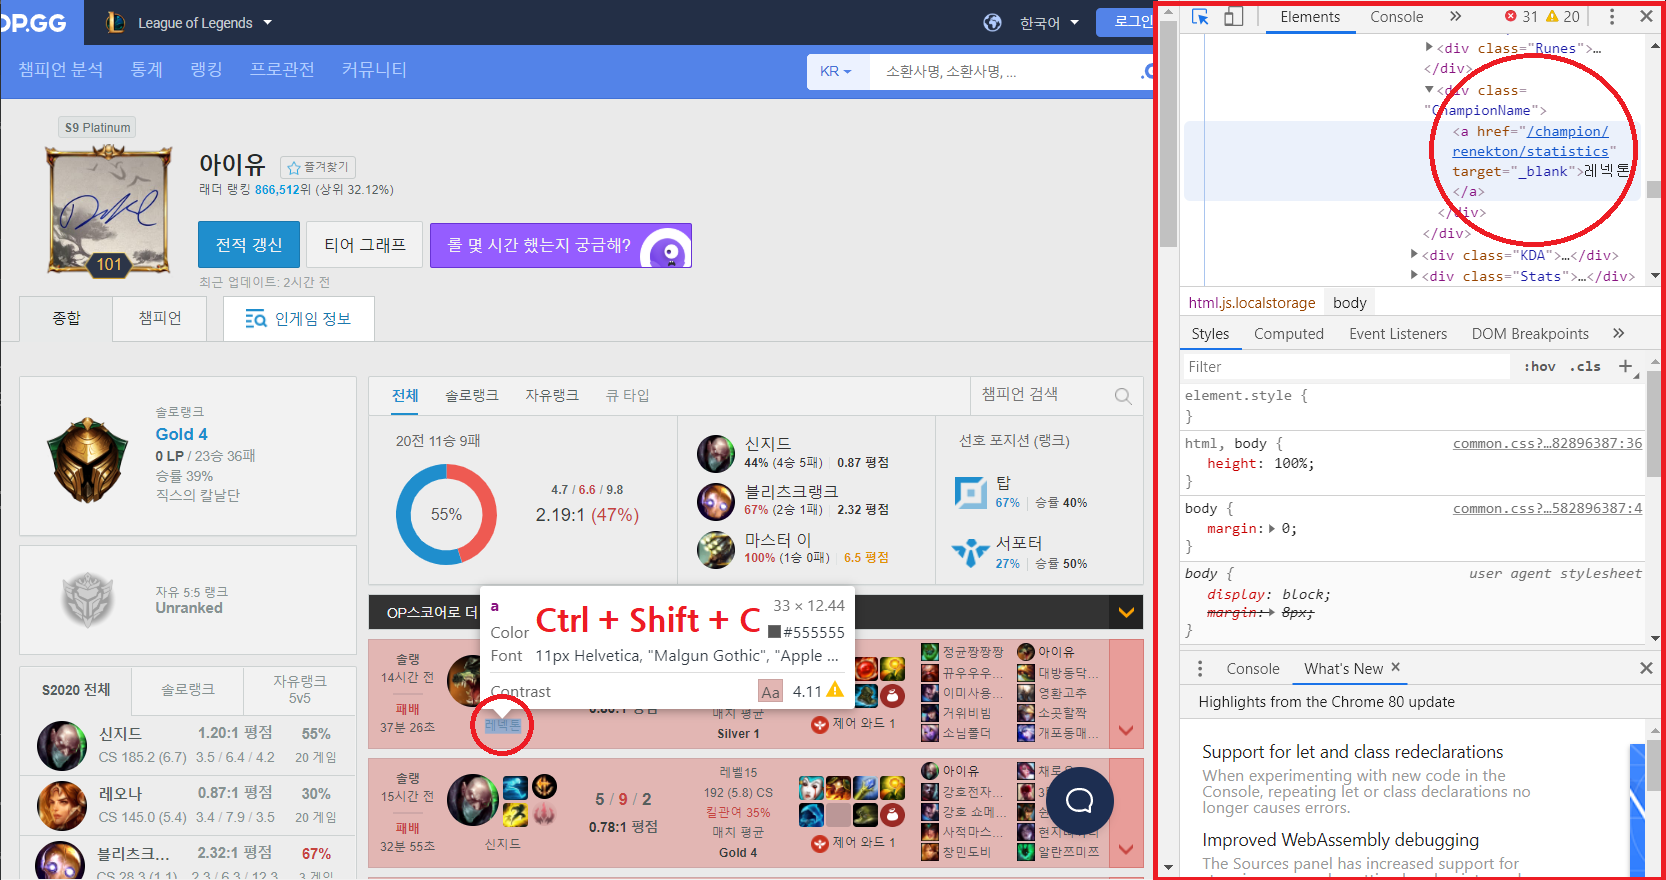 OP.GG
League of Legends
한국어
로그인
챔피언 분석
통계
랭킹
프로관전
커뮤니티
KR
소환사명, 소환사명, ...
.G
S9 Platinum
아이유
즐겨찾기
래더 랭킹 866,512위 (상위 32.12%)
전적 갱신
티어 그래프
롤 몇 시간 했는지 궁금해?
101
최근 업데이트: 2시간 전
종합
챔피언
인게임 정보
솔로랭크
Gold 4
0 LP / 23승 36패
승률 39%
직스의 칼날단
자유 5:5 랭크
Unranked
S2020 전체
솔로랭크
자유랭크
5v5
신지드
CS 185.2 (6.7)
1.20:1 평점
3.5 / 6.4 / 4.2
55%
20 게임
레오나
CS 145.0 (5.4)
0.87:1 평점
3.4 / 7.9 / 3.5
30%
20 게임
블리츠크...
CS 28.3 (1.1)
2.32:1 평점
2.3 / 6.3 / 12.3
67%
3 게임
전체
솔로랭크
자유랭크
큐 타입
챔피언 검색
20전 11승 9패
55%
4.7 / 6.6 / 9.8
2.19:1 (47%)
신지드
44% (4승 5패)
0.87 평점
블리츠크랭크
67% (2승 1패)
2.32 평점
마스터 이
100% (1승 0패)
6.5 평점
선호 포지션 (랭크)
탑
67%
승률 40%
서포터
27%
승률 50%
OP스코어로 더
a
33 × 12.44
Ctrl + Shift + C
Color
#555555
Font
11px Helvetica, "Malgun Gothic", "Apple ...
Contrast
Aa
4.11
솔랭
14시간 전
패배
37분 26초
레넥톤
매치 평균
Silver 1
제어 와드 1
정균짱짱짱
뀨우우우...
이미사용...
거위비빔
소님폴더
아이유
대방동닥...
영환고추
소곳할짝
개포동매...
솔랭
15시간 전
패배
32분 55초
신지드
5 / 9 / 2
0.78:1 평점
레벨15
192 (5.8) CS
킬관여 35%
매치 평균
Gold 4
제어 와드 1
아이유
강호전자...
강호 쇼메...
사적마스...
창민도비
채로
알란쯔미쯔
Elements
Console
31
20
<div class="Runes">…
</div>
<div class=
"ChampionName">
<a href="/champion/
renekton/statistics"
target="_blank">레넥톤
</a>
</div>
</div>
<div class="KDA">…</div>
<div class="Stats">…</div>
html.js.localstorage
body
Styles
Computed
Event Listeners
DOM Breakpoints
Filter
:hov
.cls
element.style {
}
html, body {
common.css?…82896387:36
height: 100%;
}
body {
common.css?…582896387:4
margin: 0;
}
body {
user agent stylesheet
display: block;
margin: 8px;
}
Console
What's New
Highlights from the Chrome 80 update
Support for let and class redeclarations
When experimenting with new code in the
Console, repeating let or class declarations no
longer causes errors.
Improved WebAssembly debugging
The Sources panel has increased support for